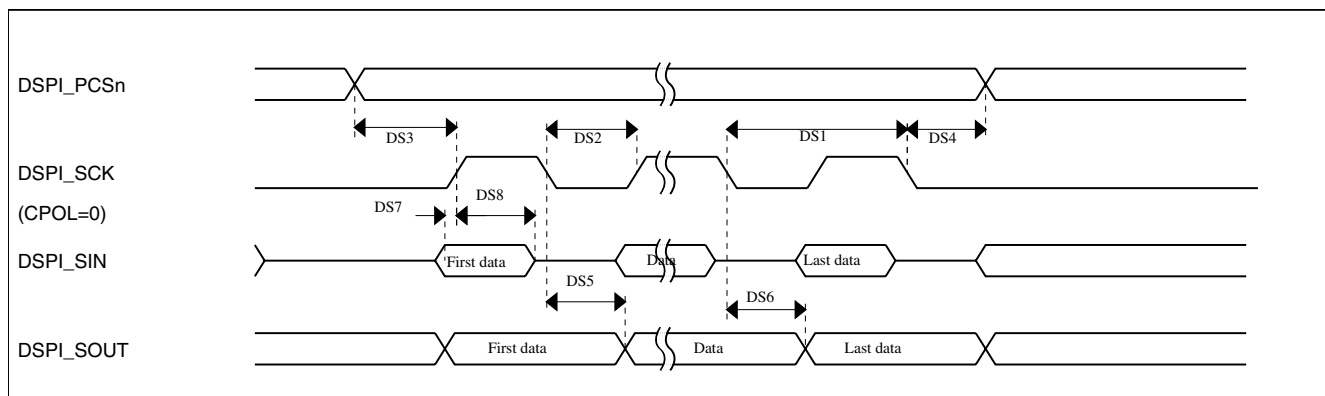 DSPI_PCSn
DS3
DS2
DS1
DS4
DSPI_SCK
(CPOL=0)
DS7
DS8
DSPI_SIN
First data
Data
Last data
DS5
DS6
DSPI_SOUT
First data
Data
Last data